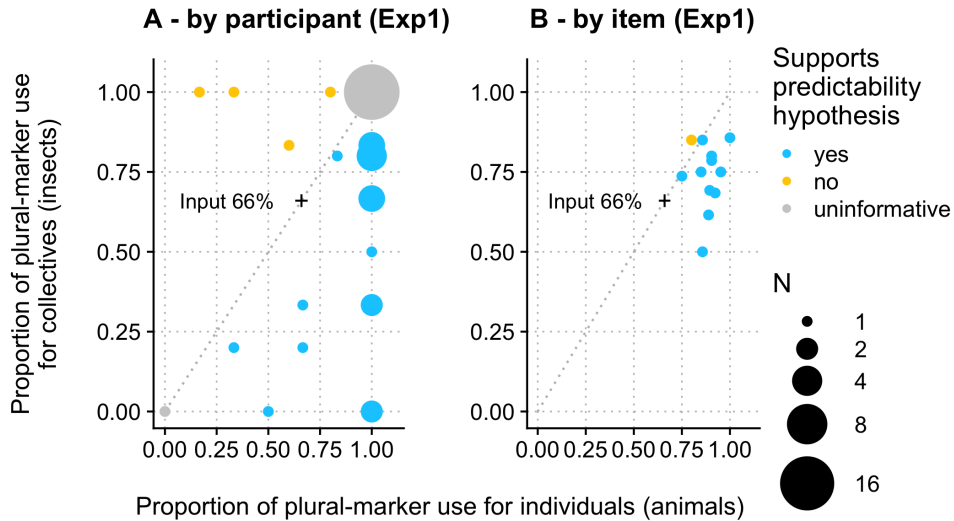 A - by participant (Exp1)
B - by item (Exp1)
Proportion of plural-marker use
for collectives (insects)
1.00
0.75
0.50
0.25
0.00
Input 66%
0.00 0.25 0.50 0.75 1.00
1.00
0.75
0.50
0.25
0.00
Input 66%
0.00 0.25 0.50 0.75 1.00
Proportion of plural-marker use for individuals (animals)
Supports
predictability
hypothesis
yes
no
uninformative
N
1
2
4
8
16